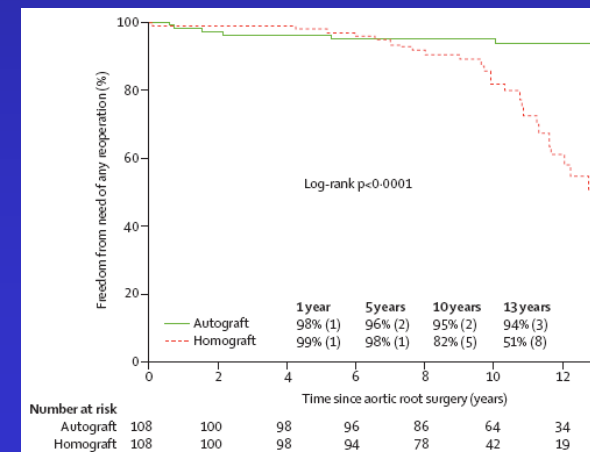 100
80
60
40
20
0
Freedom from need of any reoperation (%)
Log-rank p<0·0001
1 year 5 years 10 years 13 years
Autograft 98% (1) 96% (2) 95% (2) 94% (3)
Homograft 99% (1) 98% (1) 82% (5) 51% (8)
0 2 4 6 8 10 12
Time since aortic root surgery (years)
Number at risk
Autograft 108 100 98 96 86 64 34
Homograft 108 100 98 94 78 42 19